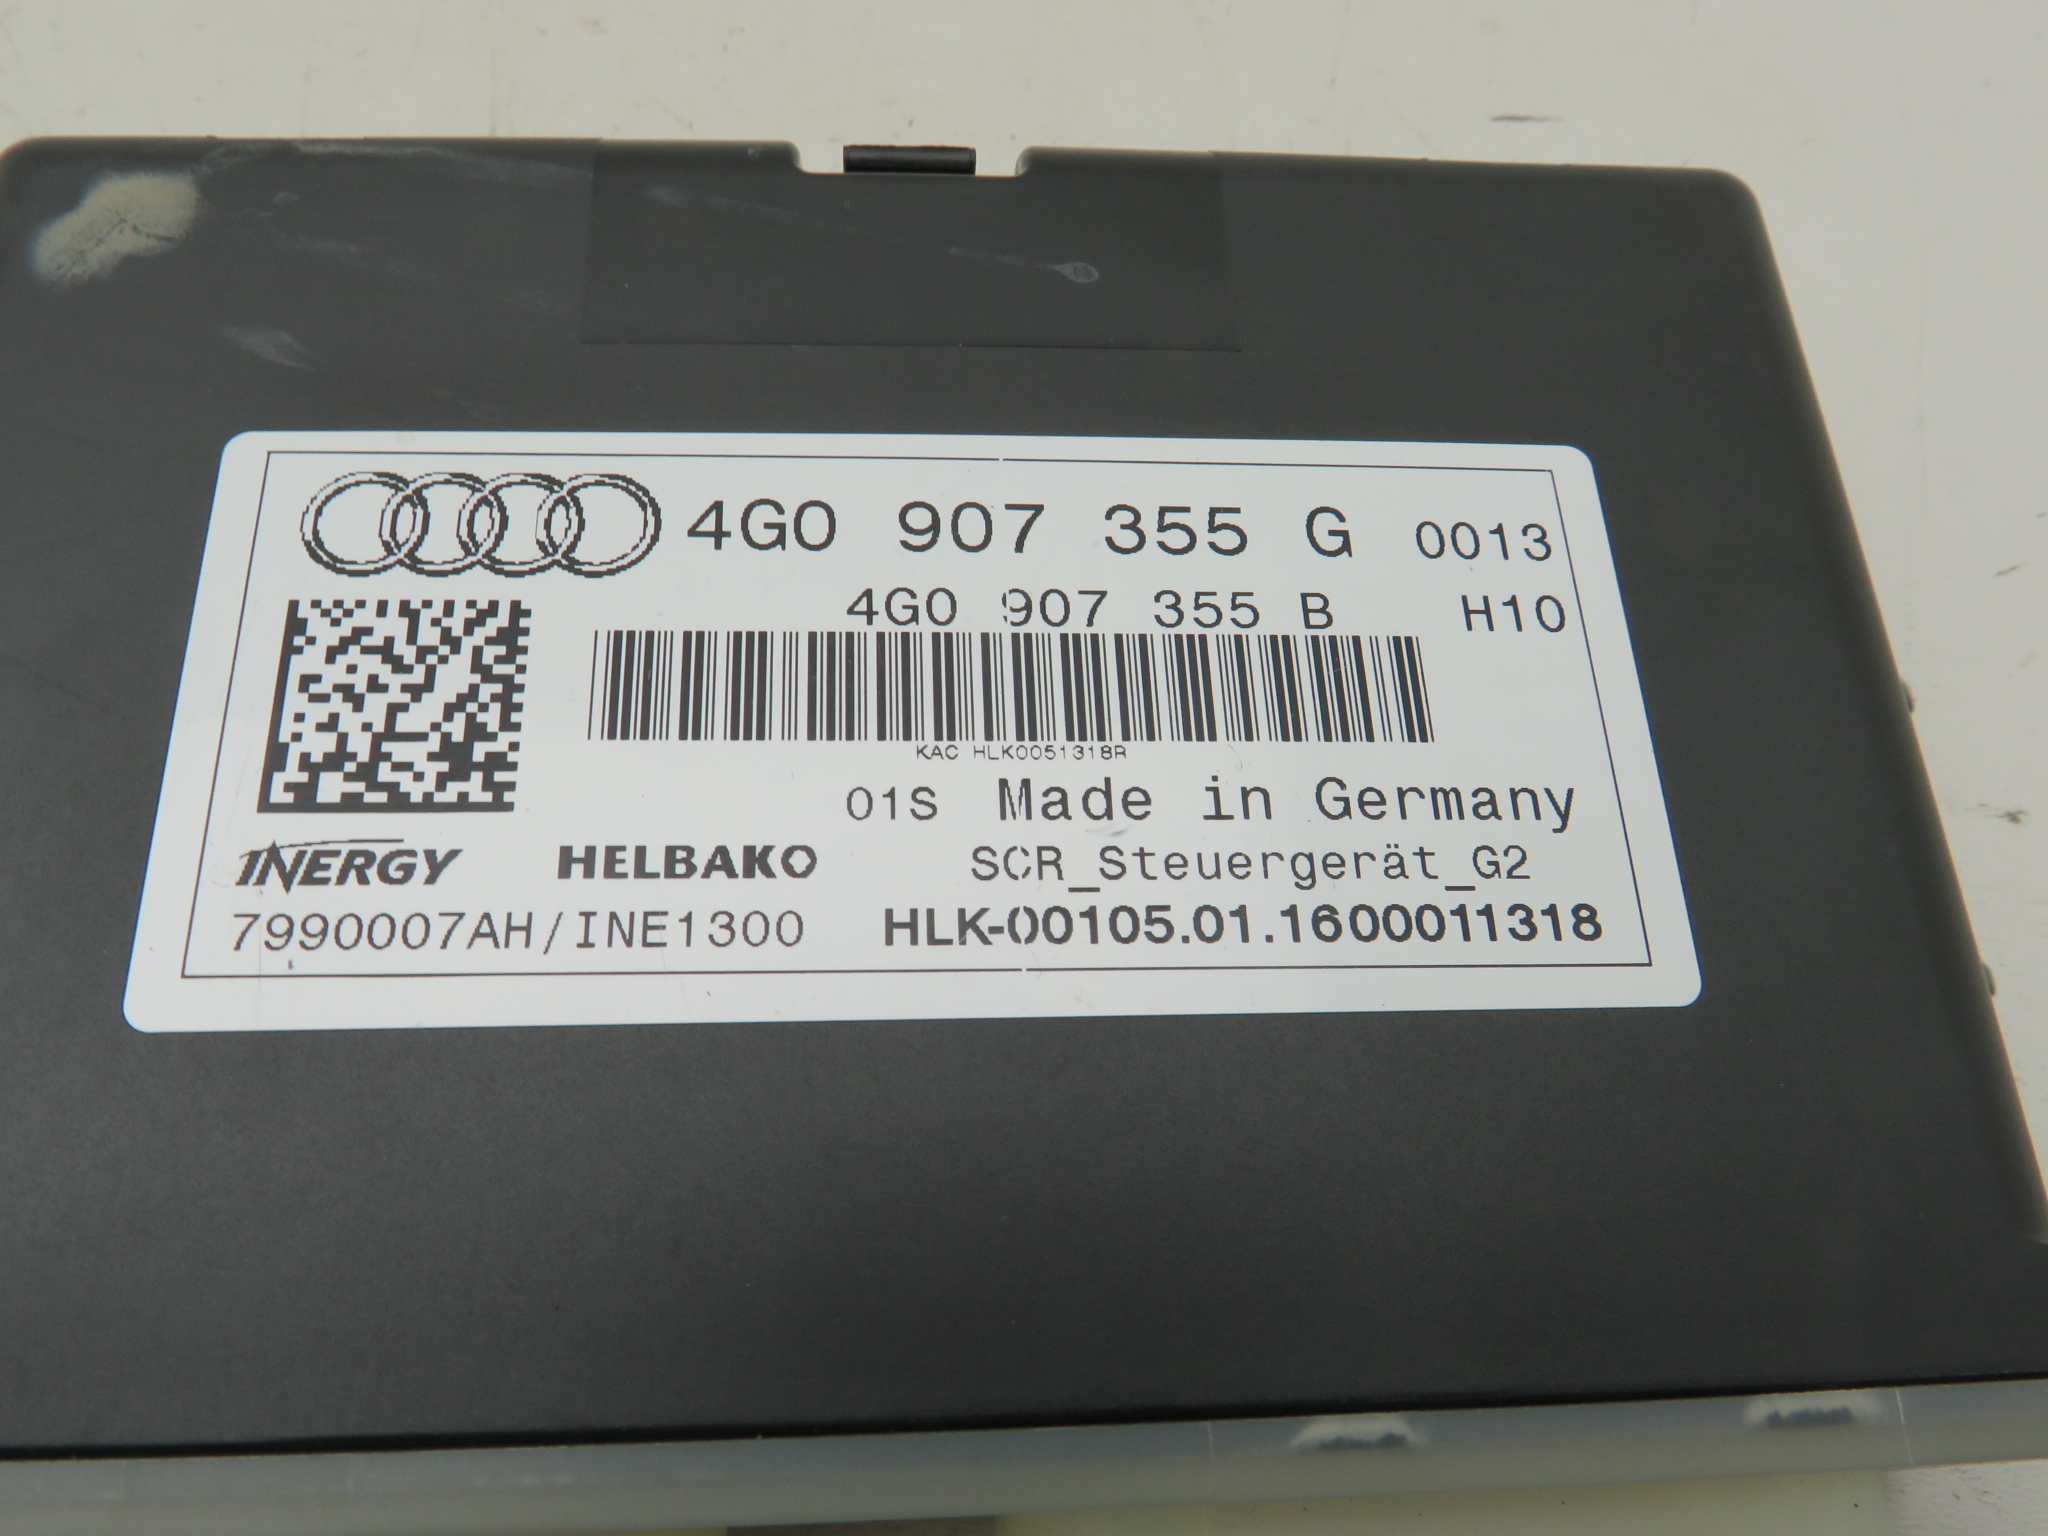 4G0 907 355 G 0013
4G0 907 355 B H10
KAC HLK0051318R
01S Made in Germany
INERGY HELBAKO SCR_Steuergerät_G2
7990007AH/INE1300 HLK-00105.01.1600011318